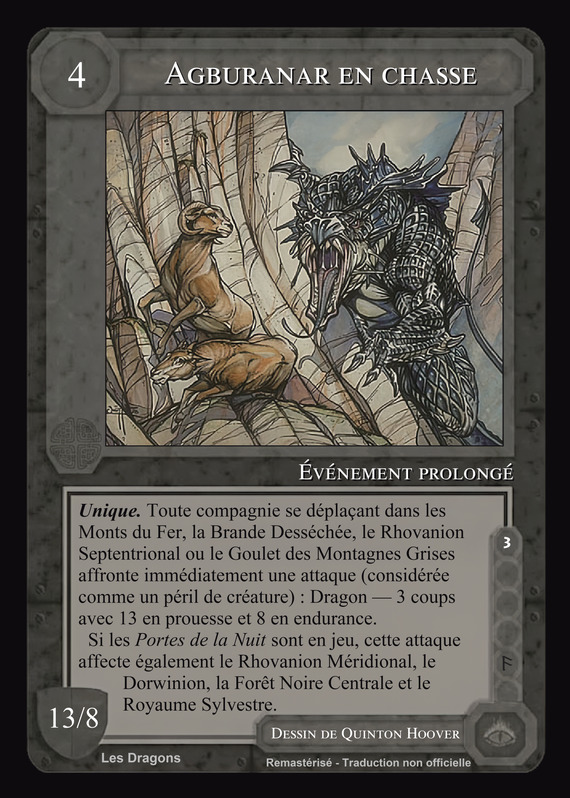 4
Agburanar en chasse
Événement prolongé
Unique. Toute compagnie se déplaçant dans les
Monts du Fer, la Brande Desséchée, le Rhovanion
Septentrional ou le Goulet des Montagnes Grises
affronte immédiatement une attaque (considérée
comme un péril de créature) : Dragon — 3 coups
avec 13 en prouesse et 8 en endurance.
Si les Portes de la Nuit sont en jeu, cette attaque
affecte également le Rhovanion Méridional, le
Dorwinion, la Forêt Noire Centrale et le
Royaume Sylvestre.
3
13/8
Dessin de Quinton Hoover
Les Dragons
Remastérisé - Traduction non officielle